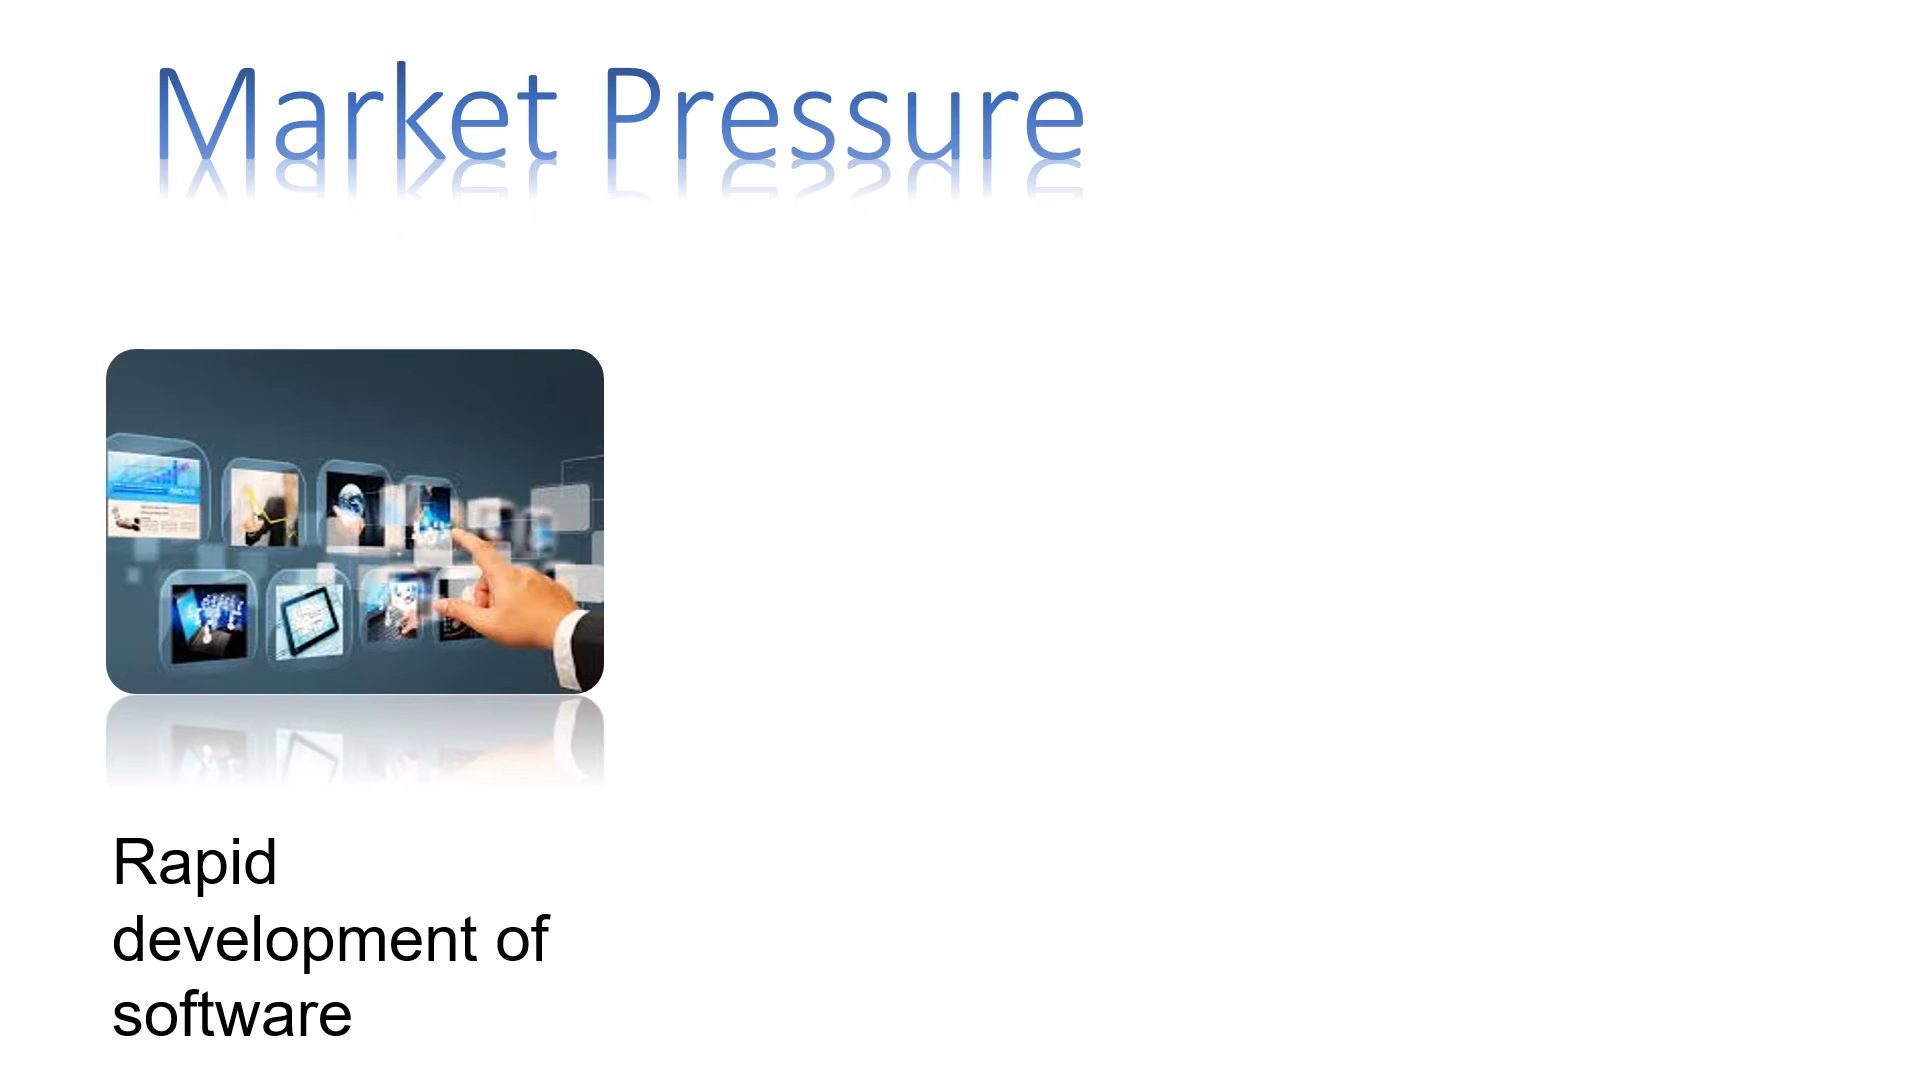 Market Pressure
Rapid
development of
software